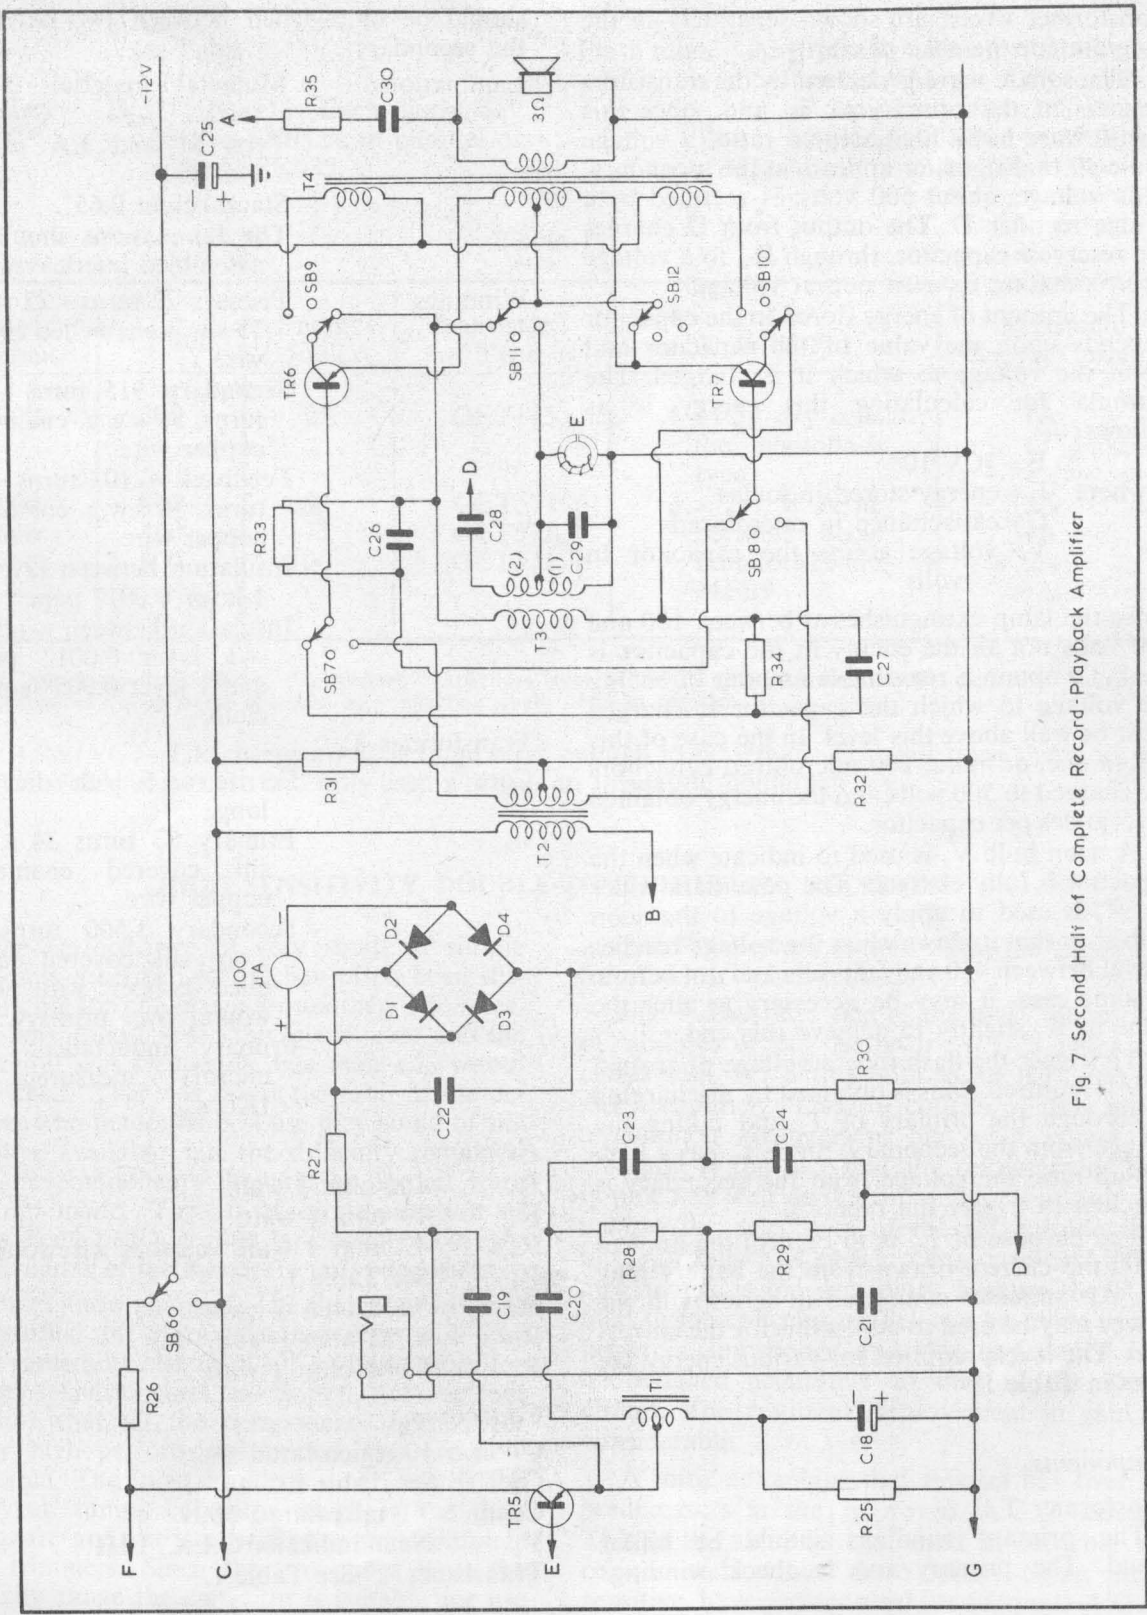 F
R26
SB6
C
TR5
E
T1
R25
C18
-
+
G
C19
C20
R28
C23
R29
C24
C21
R30
D
R27
C22
100
µA
+
-
D1
D2
D3
D4
B
T2
R31
R32
SB7
R33
C26
T3
(2)
(1)
C28
D
C29
E
R34
C27
SB8
TR6
TR7
SB9
SB11
SB12
SB10
T4
-12V
C25
-
+
A
R35
C30
3Ω
Fig. 7 Second Half of Complete Record/Playback Amplifier